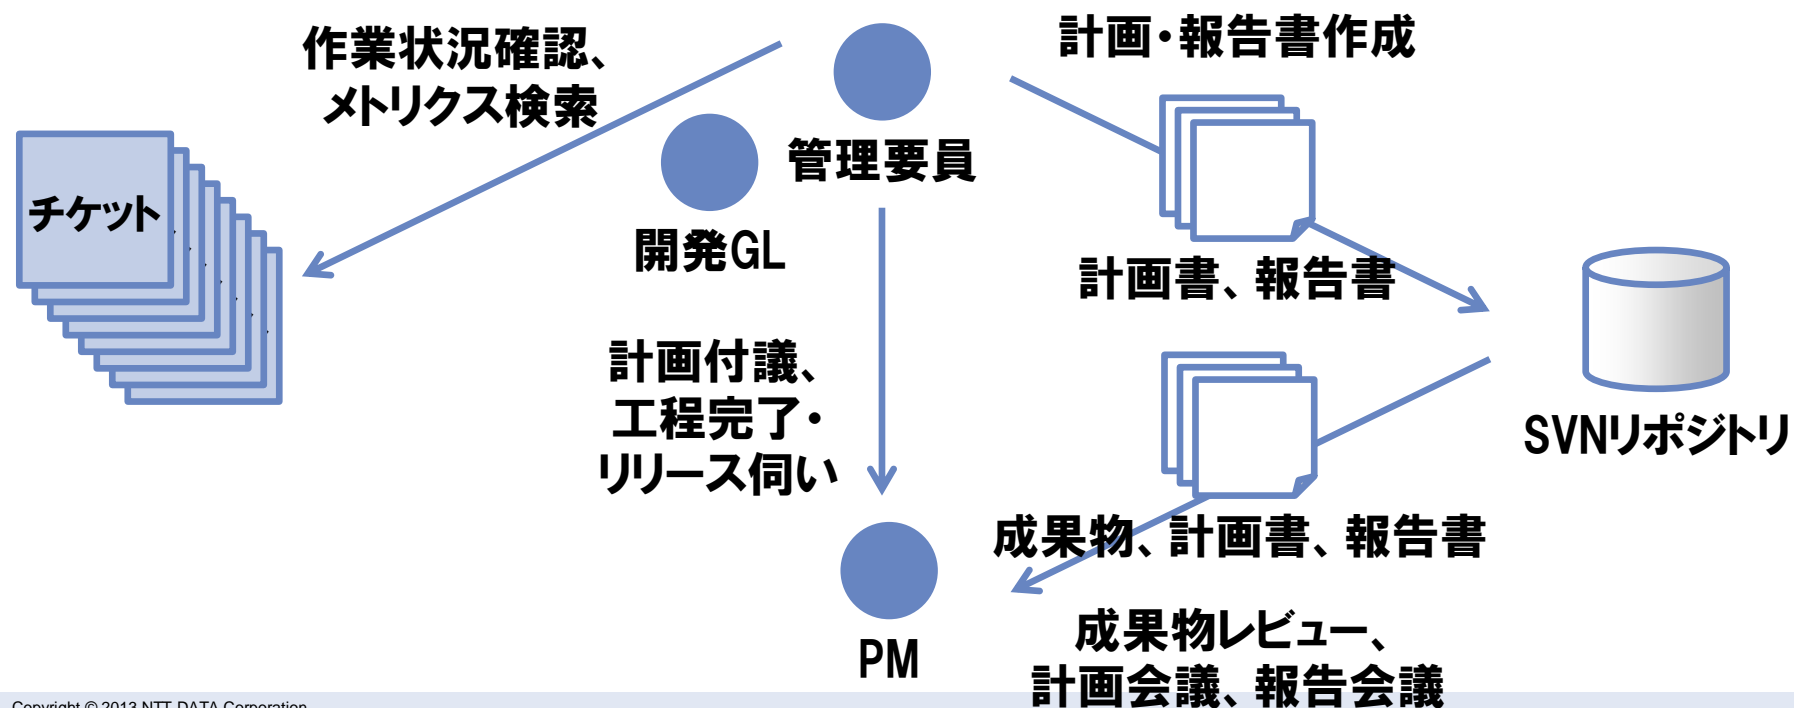 作業状況確認、
メトリクス検索
計画・報告書作成
チケット
管理要員
開発GL
計画書、報告書
計画付議、
工程完了・
リリース伺い
SVNリポジトリ
成果物、計画書、報告書
PM
成果物レビュー、
計画会議、報告会議
Copyright © 2013 NTT DATA Corporation